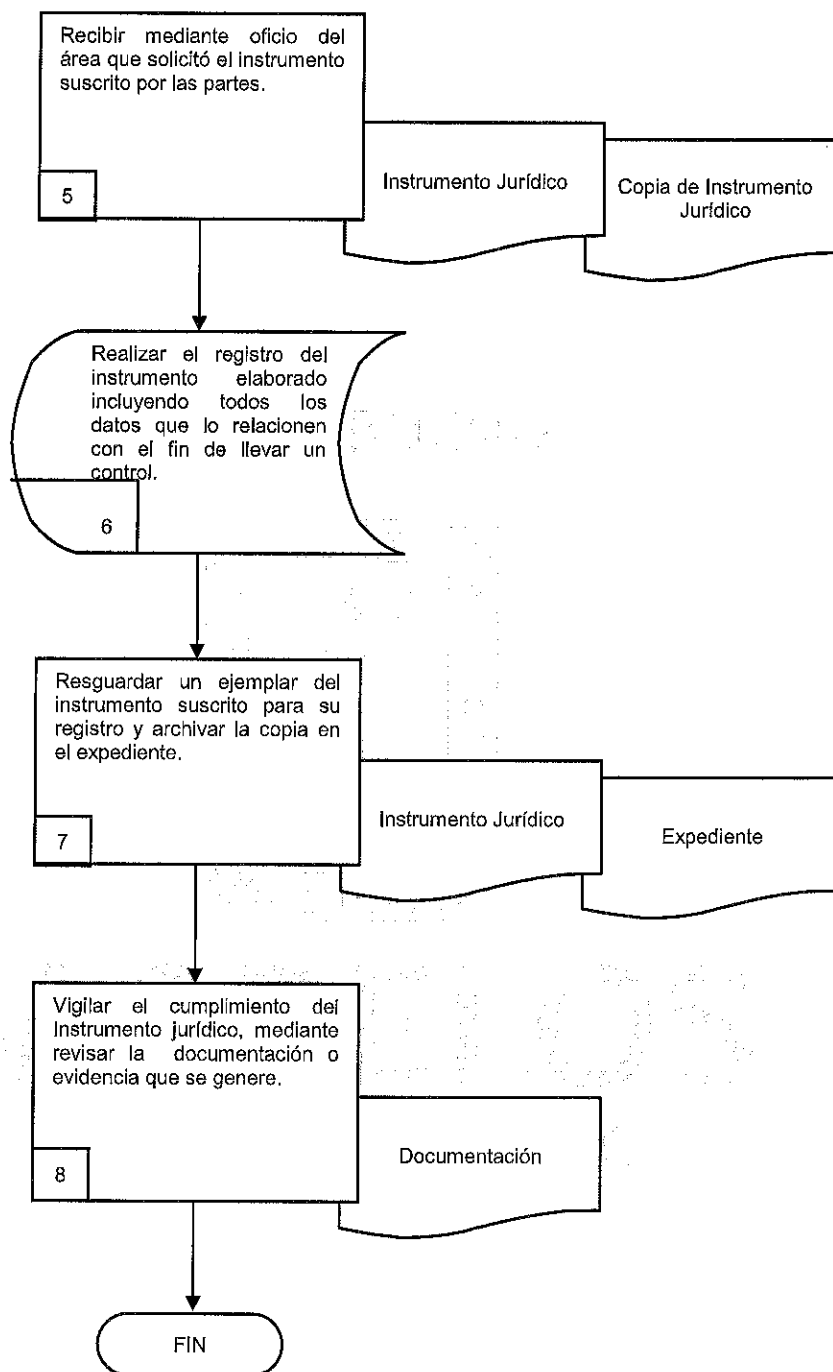 Recibir mediante oficio del
área que solicitó el instrumento
suscrito por las partes.
5
Instrumento Jurídico
Copia de Instrumento
Jurídico
Realizar el registro del
instrumento elaborado
incluyendo todos los
datos que lo relacionen
con el fin de llevar un
control.
6
Resguardar un ejemplar del
instrumento suscrito para su
registro y archivar la copia en
el expediente.
7
Instrumento Jurídico
Expediente
Vigilar el cumplimiento del
Instrumento jurídico, mediante
revisar la documentación o
evidencia que se genere.
8
Documentación
FIN